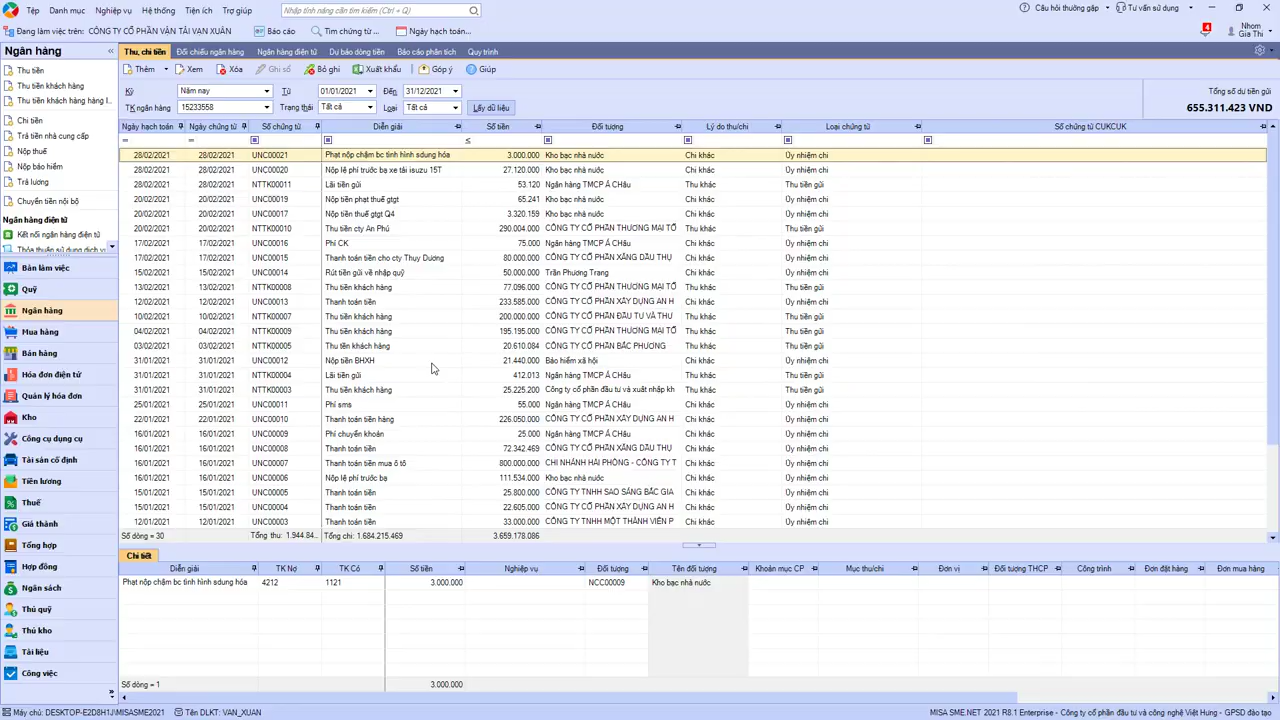 Tệp Danh mục Nghiệp vụ Hệ thống Tiện ích Trợ giúp Nhập tính năng cần tìm kiếm (Ctrl + Q) Câu hỏi thường gặp Tư vấn sử dụng
Đang làm việc trên: CÔNG TY CỔ PHẦN VẬN TẢI VẠN XUÂN Báo cáo Tìm chứng từ ... Ngày hạch toán... 4 Nhom Gia Thi
Ngân hàng
Thu, chi tiền Đối chiếu ngân hàng Ngân hàng điện tử Dự báo dòng tiền Báo cáo phân tích Quy trình
Thêm Xem Xóa Ghi sổ Bỏ ghi Xuất khẩu Góp ý Giúp
Thu tiền
Thu tiền khách hàng
Thu tiền khách hàng hàng l...
Chi tiền
Trả tiền nhà cung cấp
Nộp thuế
Nộp bảo hiểm
Trả lương
Chuyển tiền nội bộ
Ngân hàng điện tử
Kết nối ngân hàng điện tử
Thỏa thuận sử dụng dịch vụ
Bàn làm việc
Quỹ
Ngân hàng
Mua hàng
Bán hàng
Hóa đơn điện tử
Quản lý hóa đơn
Kho
Công cụ dụng cụ
Tài sản cố định
Tiền lương
Thuế
Giá thành
Tổng hợp
Hợp đồng
Ngân sách
Thủ quỹ
Thủ kho
Tài liệu
Công việc
Kỳ Năm nay Từ 01/01/2021 Đến 31/12/2021
TK ngân hàng 15233558 Trạng thái Tất cả Loại Tất cả Lấy dữ liệu
Tổng số dư tiền gửi
655.311.423 VND
Ngày hạch toán Ngày chứng từ Số chứng từ Diễn giải Số tiền Đối tượng Lý do thu/chi Loại chứng từ Số chứng từ CUKCUK
= = ≤
28/02/2021 28/02/2021 UNC00021 Phạt nộp chậm bc tình hình sdung hóa 3.000.000 Kho bạc nhà nước Chi khác Ủy nhiệm chi
28/02/2021 28/02/2021 UNC00020 Nộp lệ phí trước bạ xe tải isuzu 15T 27.120.000 Kho bạc nhà nước Chi khác Ủy nhiệm chi
28/02/2021 28/02/2021 NTTK00011 Lãi tiền gửi 53.120 Ngân hàng TMCP Á CHâu Thu khác Thu tiền gửi
20/02/2021 20/02/2021 UNC00019 Nộp tiền phạt thuế gtgt 65.241 Kho bạc nhà nước Chi khác Ủy nhiệm chi
20/02/2021 20/02/2021 UNC00017 Nộp tiền thuế gtgt Q4 3.320.159 Kho bạc nhà nước Chi khác Ủy nhiệm chi
20/02/2021 20/02/2021 NTTK00010 Thu tiền cty An Phú 290.004.000 CÔNG TY CỔ PHẦN THƯƠNG MẠI TỔ Thu khác Thu tiền gửi
17/02/2021 17/02/2021 UNC00016 Phí CK 75.000 Ngân hàng TMCP Á CHâu Chi khác Ủy nhiệm chi
17/02/2021 17/02/2021 UNC00015 Thanh toán tiền cho cty Thụy Dương 80.000.000 CÔNG TY CỔ PHẦN XĂNG DẦU THỤ Chi khác Ủy nhiệm chi
15/02/2021 15/02/2021 UNC00014 Rút tiền gửi về nhập quỹ 50.000.000 Trần Phương Trang Chi khác Ủy nhiệm chi
13/02/2021 13/02/2021 NTTK00008 Thu tiền khách hàng 77.096.000 CÔNG TY CỔ PHẦN THƯƠNG MẠI TỔ Thu khác Thu tiền gửi
12/02/2021 12/02/2021 UNC00013 Thanh toán tiền 233.585.000 CÔNG TY CỔ PHẦN XÂY DỰNG AN H Chi khác Ủy nhiệm chi
10/02/2021 10/02/2021 NTTK00007 Thu tiền khách hàng 200.000.000 CÔNG TY CỔ PHẦN ĐẦU TƯ VÀ THƯ Thu khác Thu tiền gửi
04/02/2021 04/02/2021 NTTK00009 Thu tiền khách hàng 195.195.000 CÔNG TY CỔ PHẦN THƯƠNG MẠI TỔ Thu khác Thu tiền gửi
03/02/2021 03/02/2021 NTTK00005 Thu tền khách hàng 20.610.084 CÔNG TY CỔ PHẦN BẮC PHƯƠNG Thu khác Thu tiền gửi
31/01/2021 31/01/2021 UNC00012 Nộp tiền BHXH 21.440.000 Bảo hiểm xã hội Chi khác Ủy nhiệm chi
31/01/2021 31/01/2021 NTTK00004 Lãi tiền gửi 412.013 Ngân hàng TMCP Á CHâu Thu khác Thu tiền gửi
31/01/2021 31/01/2021 NTTK00003 Thu tiền khách hàng 25.225.200 Công ty cổ phần đầu tư và xuất nhập kh Thu khác Thu tiền gửi
25/01/2021 25/01/2021 UNC00011 Phí sms 55.000 Ngân hàng TMCP Á CHâu Chi khác Ủy nhiệm chi
22/01/2021 22/01/2021 UNC00010 Thanh toán tiền hàng 226.050.000 CÔNG TY CỔ PHẦN XÂY DỰNG AN H Chi khác Ủy nhiệm chi
16/01/2021 16/01/2021 UNC00009 Phí chuyển khoản 25.000 Ngân hàng TMCP Á CHâu Chi khác Ủy nhiệm chi
16/01/2021 16/01/2021 UNC00008 Thanh toán tiền 72.342.469 CÔNG TY CỔ PHẦN XĂNG DẦU THỤ Chi khác Ủy nhiệm chi
16/01/2021 16/01/2021 UNC00007 Thanh toán tiền mua ô tô 800.000.000 CHI NHÁNH HẢI PHÒNG - CÔNG TY T Chi khác Ủy nhiệm chi
16/01/2021 16/01/2021 UNC00006 Nộp lệ phí trước bạ 111.534.000 Kho bạc nhà nước Chi khác Ủy nhiệm chi
15/01/2021 15/01/2021 UNC00005 Thanh toán tiền 25.800.000 CÔNG TY TNHH SAO SÁNG BẮC GIA Chi khác Ủy nhiệm chi
15/01/2021 15/01/2021 UNC00004 Thanh toán tiền 22.605.000 CÔNG TY CỔ PHẦN XÂY DỰNG AN H Chi khác Ủy nhiệm chi
12/01/2021 12/01/2021 UNC00003 Thanh toán tiền 33.000.000 CÔNG TY TNHH MỘT THÀNH VIÊN P Chi khác Ủy nhiệm chi
Số dòng = 30 Tổng thu: 1.944.84... Tổng chi: 1.684.215.469 3.659.178.086
Chi tiết
Diễn giải TK Nợ TK Có Số tiền Nghiệp vụ Đối tượng Tên đối tượng Khoản mục CP Mục thu/chi Đơn vị Đối tượng THCP Công trình Đơn đặt hàng Đơn mua hàng
Phạt nộp chậm bc tình hình sdung hóa 4212 1121 3.000.000 NCC00009 Kho bạc nhà nước
Số dòng = 1 3.000.000
Máy chủ: DESKTOP-E2D8H1J\MISASME2021 Tên DLKT: VAN_XUAN MISA SME.NET 2021 R8.1 Enterprise - Công ty cổ phần đầu tư và công nghệ Việt Hưng - GPSD đào tạo